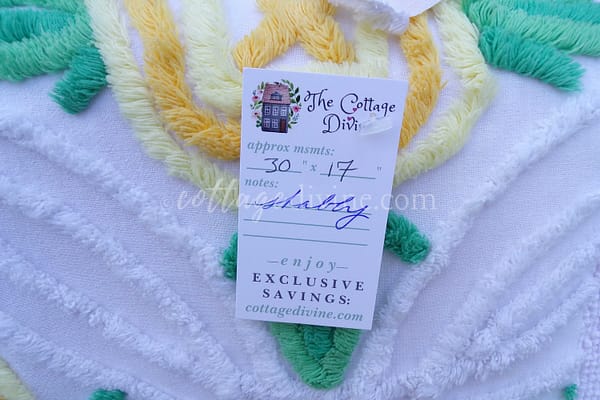 The Cottage
Divine
approx msmts:
30 " x 17 "
notes:
shabby
©cottagedivine.com
—enjoy—
EXCLUSIVE
SAVINGS:
cottagedivine.com